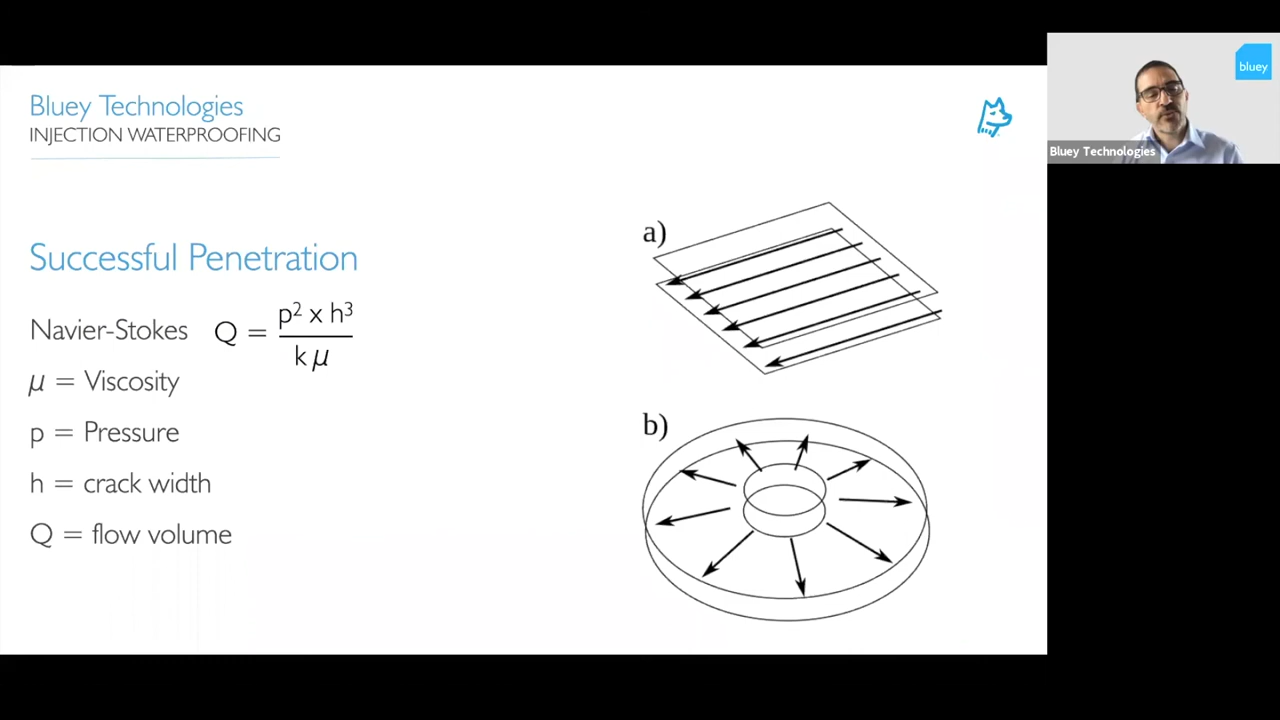 Bluey Technologies
INJECTION WATERPROOFING
bluey
Bluey Technologies
Successful Penetration
Navier-Stokes Q = p² x h³ / k μ
μ = Viscosity
p = Pressure
h = crack width
Q = flow volume
a)
b)